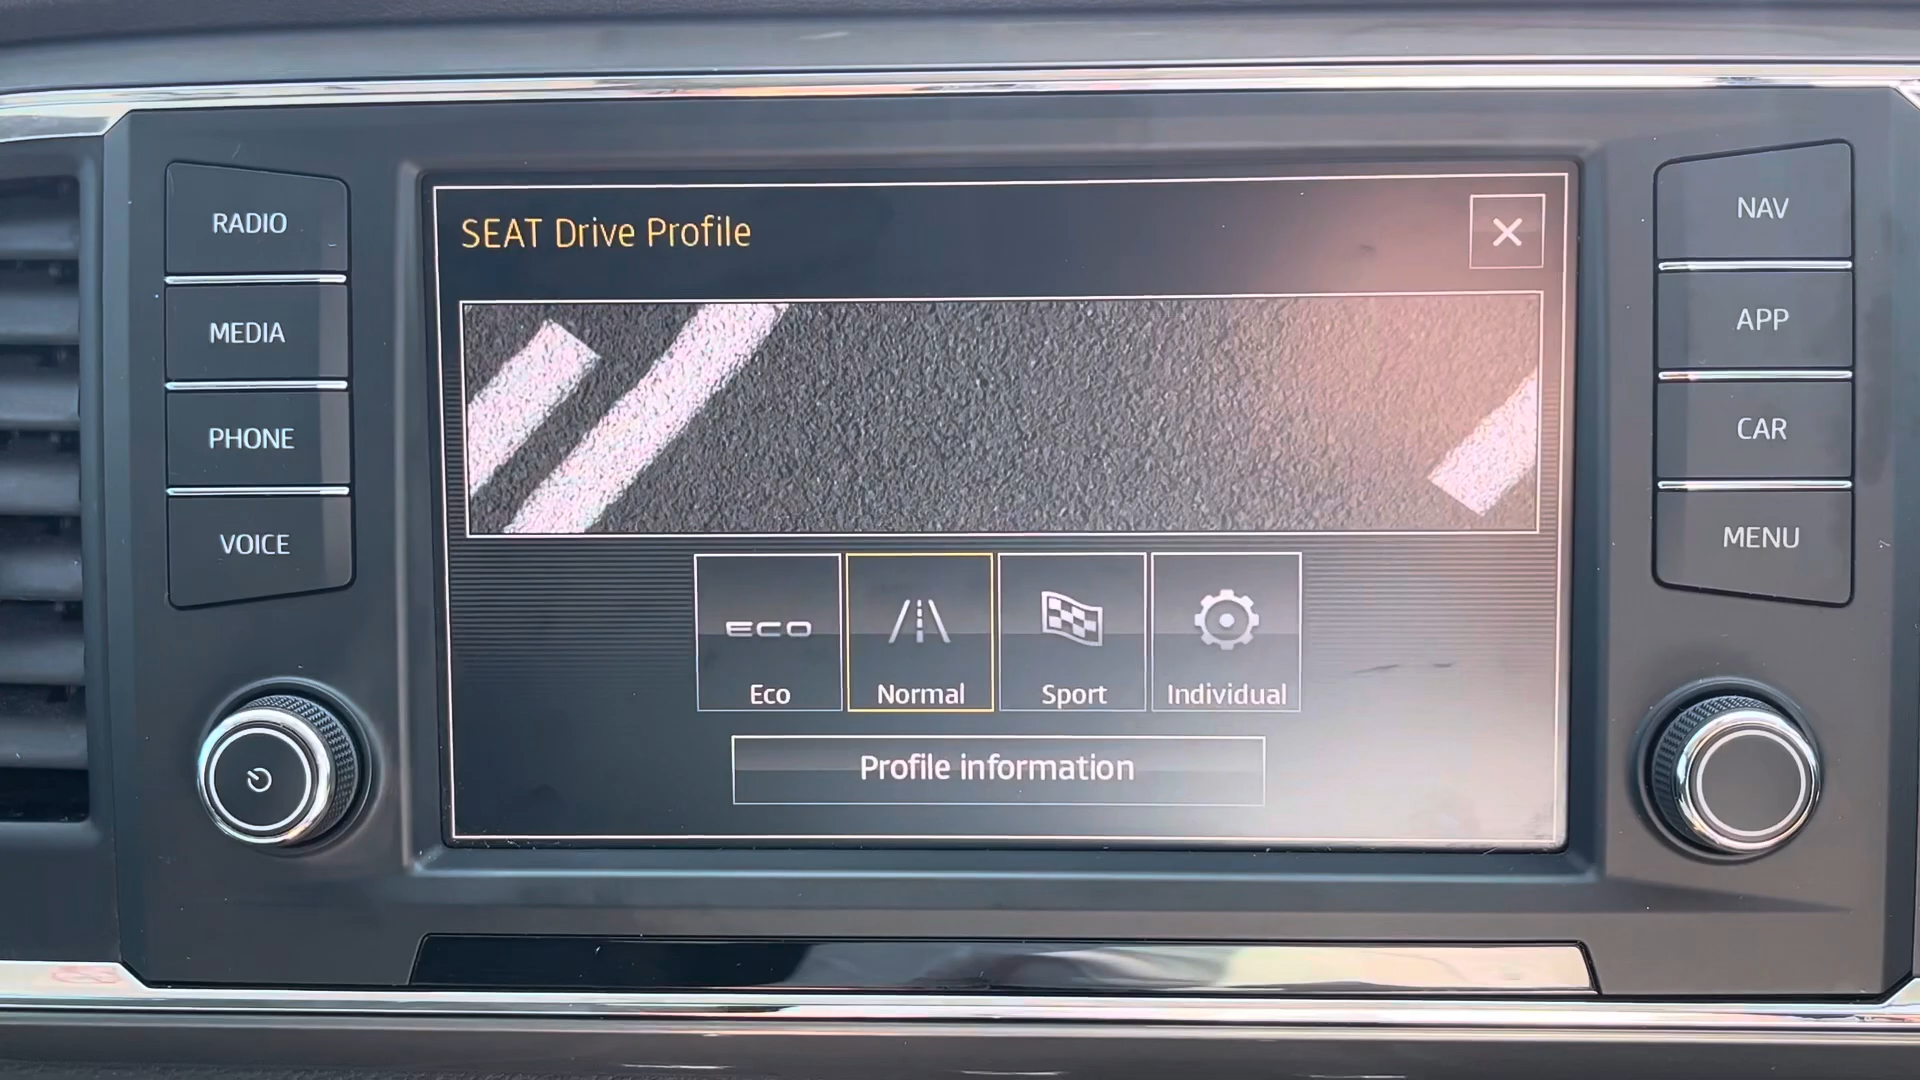 RADIO
MEDIA
PHONE
VOICE
SEAT Drive Profile
ECO
Eco
Normal
Sport
Individual
Profile information
NAV
APP
CAR
MENU